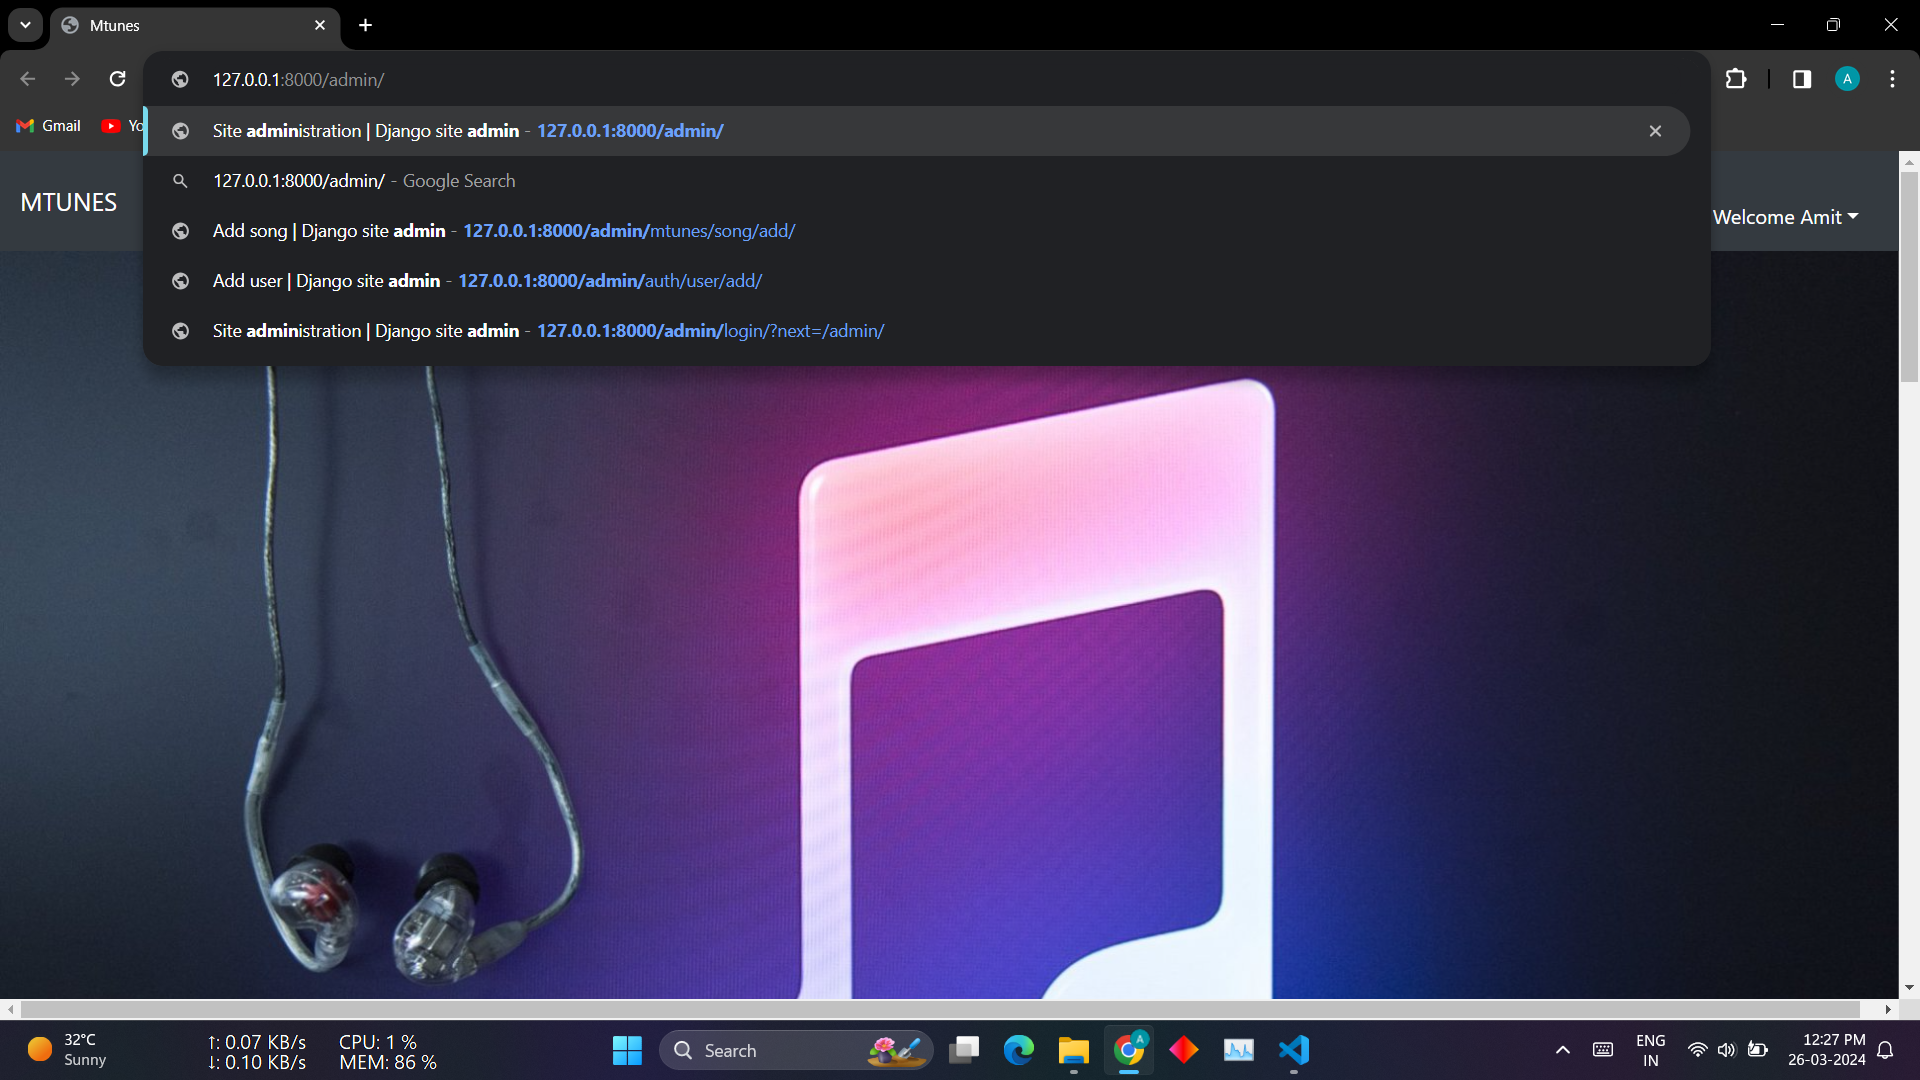 Mtunes
127.0.0.1:8000/admin/
Gmail
Yo
Site administration | Django site admin - 127.0.0.1:8000/admin/
127.0.0.1:8000/admin/ - Google Search
Add song | Django site admin - 127.0.0.1:8000/admin/mtunes/song/add/
Add user | Django site admin - 127.0.0.1:8000/admin/auth/user/add/
Site administration | Django site admin - 127.0.0.1:8000/admin/login/?next=/admin/
A
MTUNES
Welcome Amit
32°C
Sunny
↑: 0.07 KB/s
↓: 0.10 KB/s
CPU: 1 %
MEM: 86 %
Search
A
ENG
IN
12:27 PM
26-03-2024